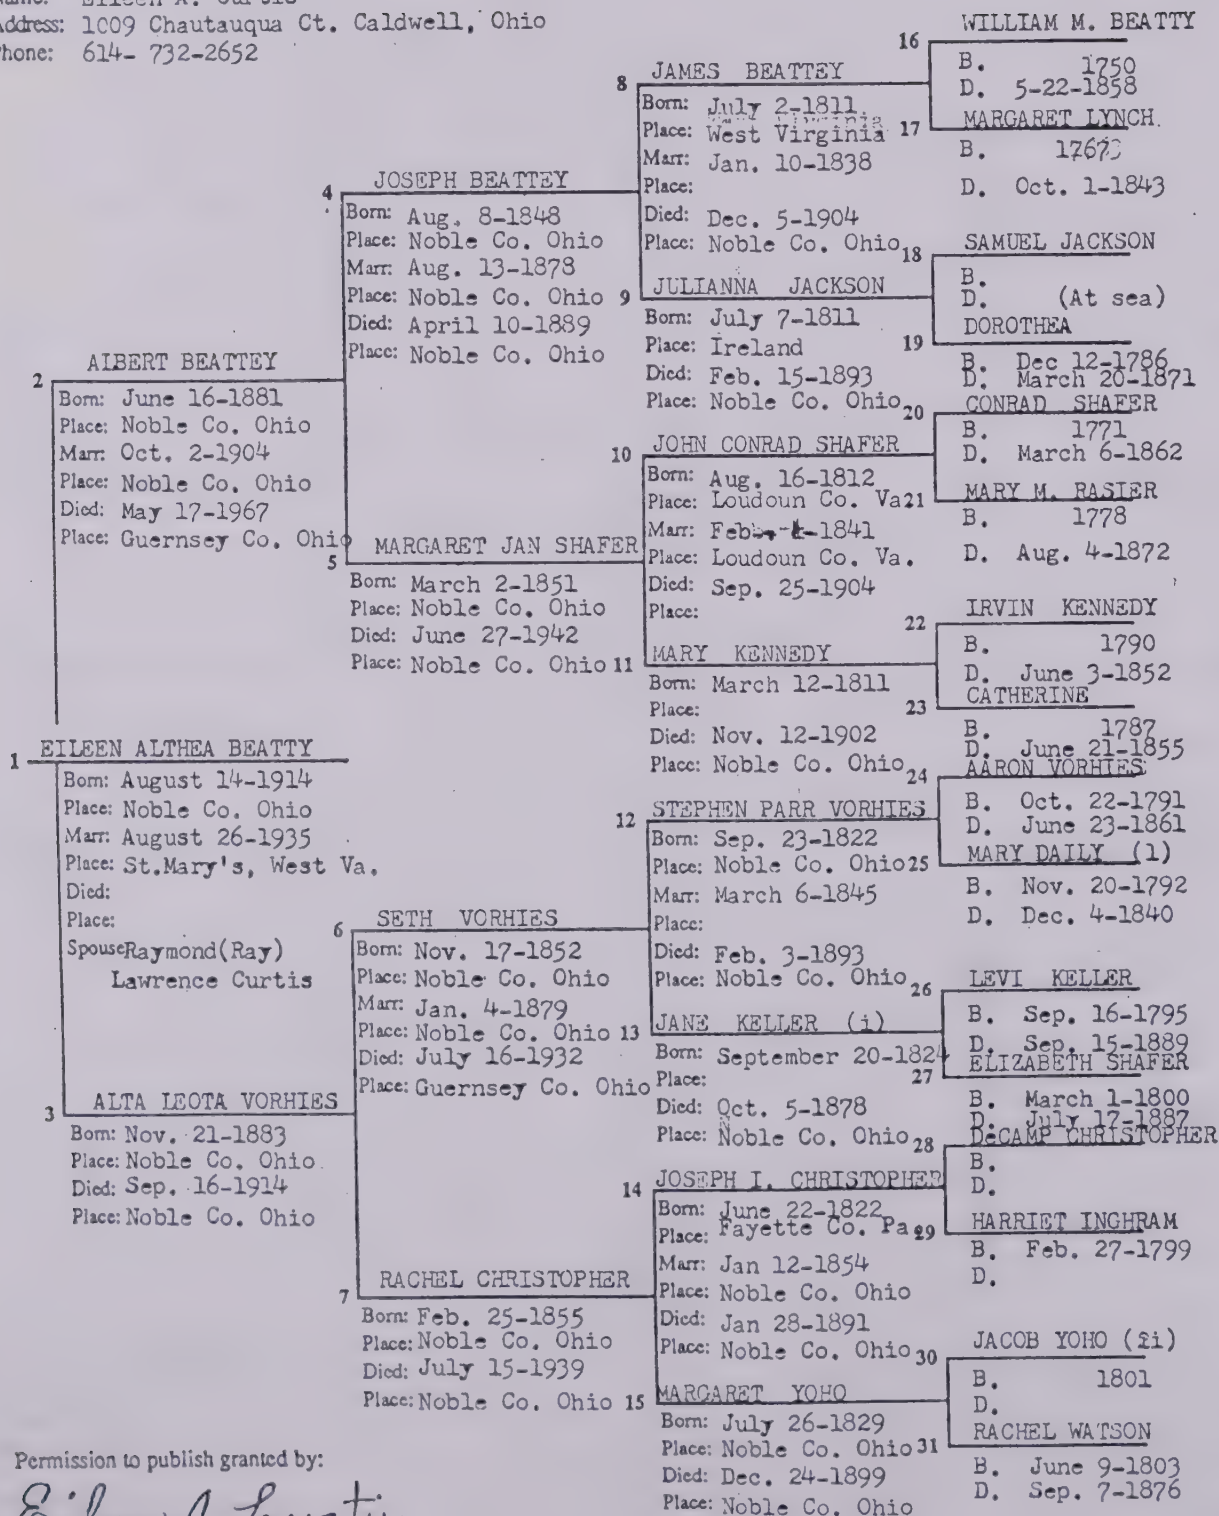 Name: Eileen A. Curtis
Address: 1009 Chautauqua Ct. Caldwell, Ohio
Phone: 614- 732-2652
1 EILEEN ALTHEA BEATTY
Born: August 14-1914
Place: Noble Co. Ohio
Marr: August 26-1935
Place: St.Mary's, West Va.
Died:
Place:
Spouse Raymond(Ray)
Lawrence Curtis
2 ALBERT BEATTEY
Born: June 16-1881
Place: Noble Co. Ohio
Marr: Oct. 2-1904
Place: Noble Co. Ohio
Died: May 17-1967
Place: Guernsey Co. Ohio
3 ALTA LEOTA VORHIES
Born: Nov. 21-1883
Place: Noble Co. Ohio
Died: Sep. 16-1914
Place: Noble Co. Ohio
4 JOSEPH BEATTEY
Born: Aug. 8-1848
Place: Noble Co. Ohio
Marr: Aug. 13-1878
Place: Noble Co. Ohio
Died: April 10-1889
Place: Noble Co. Ohio
5 MARGARET JAN SHAFER
Born: March 2-1851
Place: Noble Co. Ohio
Died: June 27-1942
Place: Noble Co. Ohio
6 SETH VORHIES
Born: Nov. 17-1852
Place: Noble Co. Ohio
Marr: Jan. 4-1879
Place: Noble Co. Ohio
Died: July 16-1932
Place: Guernsey Co. Ohio
7 RACHEL CHRISTOPHER
Born: Feb. 25-1855
Place: Noble Co. Ohio
Died: July 15-1939
Place: Noble Co. Ohio
8 JAMES BEATTEY
Born: July 2-1811
Place: West Virginia
Marr: Jan. 10-1838
Place:
Died: Dec. 5-1904
Place: Noble Co. Ohio
9 JULIANNA JACKSON
Born: July 7-1811
Place: Ireland
Died: Feb. 15-1893
Place: Noble Co. Ohio
10 JOHN CONRAD SHAFER
Born: Aug. 16-1812
Place: Loudoun Co. Va
Marr: Feb. -1841
Place: Loudoun Co. Va.
Died: Sep. 25-1904
Place:
11 MARY KENNEDY
Born: March 12-1811
Place:
Died: Nov. 12-1902
Place: Noble Co. Ohio
12 STEPHEN PARR VORHIES
Born: Sep. 23-1822
Place: Noble Co. Ohio
Marr: March 6-1845
Place:
Died: Feb. 3-1893
Place: Noble Co. Ohio
13 JANE KELLER (i)
Born: September 20-1824
Place:
Died: Oct. 5-1878
Place: Noble Co. Ohio
14 JOSEPH I. CHRISTOPHER
Born: June 22-1822
Place: Fayette Co. Pa
Marr: Jan 12-1854
Place: Noble Co. Ohio
Died: Jan 28-1891
Place: Noble Co. Ohio
15 MARGARET YOHO
Born: July 26-1829
Place: Noble Co. Ohio
Died: Dec. 24-1899
Place: Noble Co. Ohio
16 WILLIAM M. BEATTY
B. 1750
D. 5-22-1858
17 MARGARET LYNCH
B.
D. Oct. 1-1843
18 SAMUEL JACKSON
B.
D. (At sea)
19 DOROTHEA
B. Dec 12-1786
D. March 20-1871
20 CONRAD SHAFER
B. 1771
D. March 6-1862
21 MARY M. RASIER
B. 1778
D. Aug. 4-1872
22 IRVIN KENNEDY
B. 1790
D. June 3-1852
23 CATHERINE
B. 1787
D. June 21-1855
24 AARON VORHIES
B. Oct. 22-1791
D. June 23-1861
25 MARY DAILY (1)
B. Nov. 20-1792
D. Dec. 4-1840
26 LEVI KELLER
B. Sep. 16-1795
D. Sep. 15-1889
27 ELIZABETH SHAFER
B. March 1-1800
D. July 17-1887
28 DeCAMP CHRISTOPHER
B.
D.
29 HARRIET INGHRAM
B. Feb. 27-1799
D.
30 JACOB YOHO
B. 1801
D.
31 RACHEL WATSON
B. June 9-1803
D. Sep. 7-1876
Permission to publish granted by:
Eileen A. Curtis